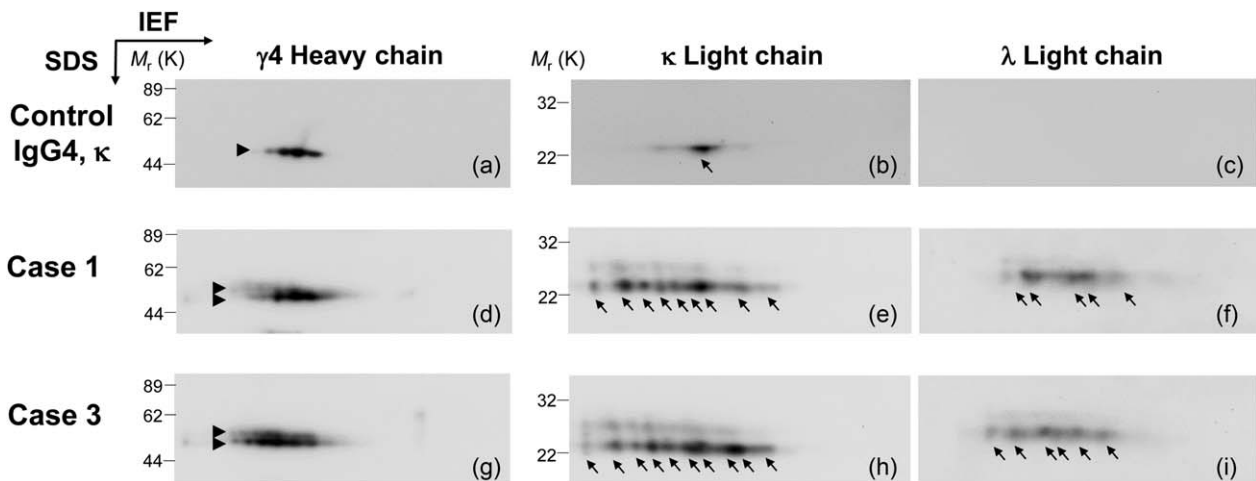 IEF
SDS
Mr (K)
γ4 Heavy chain
Mr (K)
κ Light chain
λ Light chain
Control
IgG4, κ
89
62
44
(a)
32
22
(b)
(c)
Case 1
89
62
44
(d)
32
22
(e)
(f)
Case 3
89
62
44
(g)
32
22
(h)
(i)